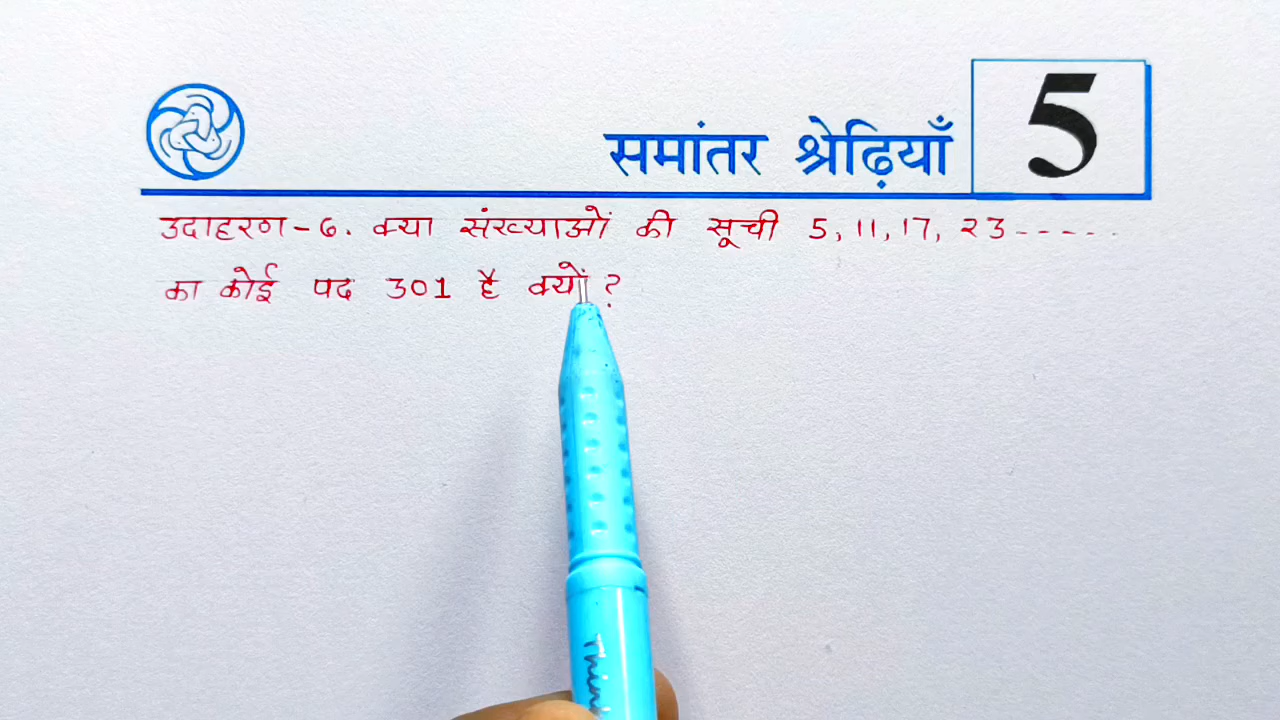 समांतर श्रेढ़ियाँ 5
उदाहरण-6. क्या संख्याओं की सूची 5, 11, 17, 23-----
का कोई पद 301 है क्यों?